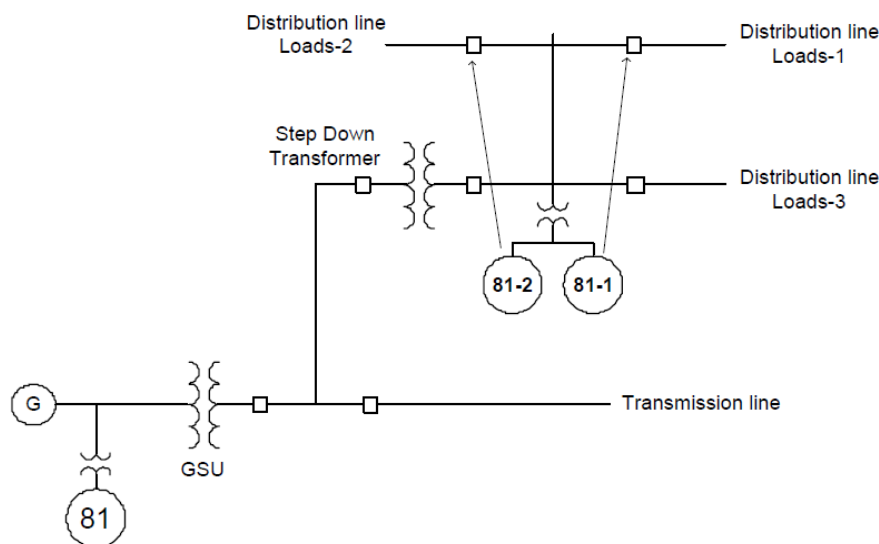 Distribution line
Loads-2
Distribution line
Loads-1
Step Down
Transformer
Distribution line
Loads-3
81-2
81-1
G
Transmission line
GSU
81